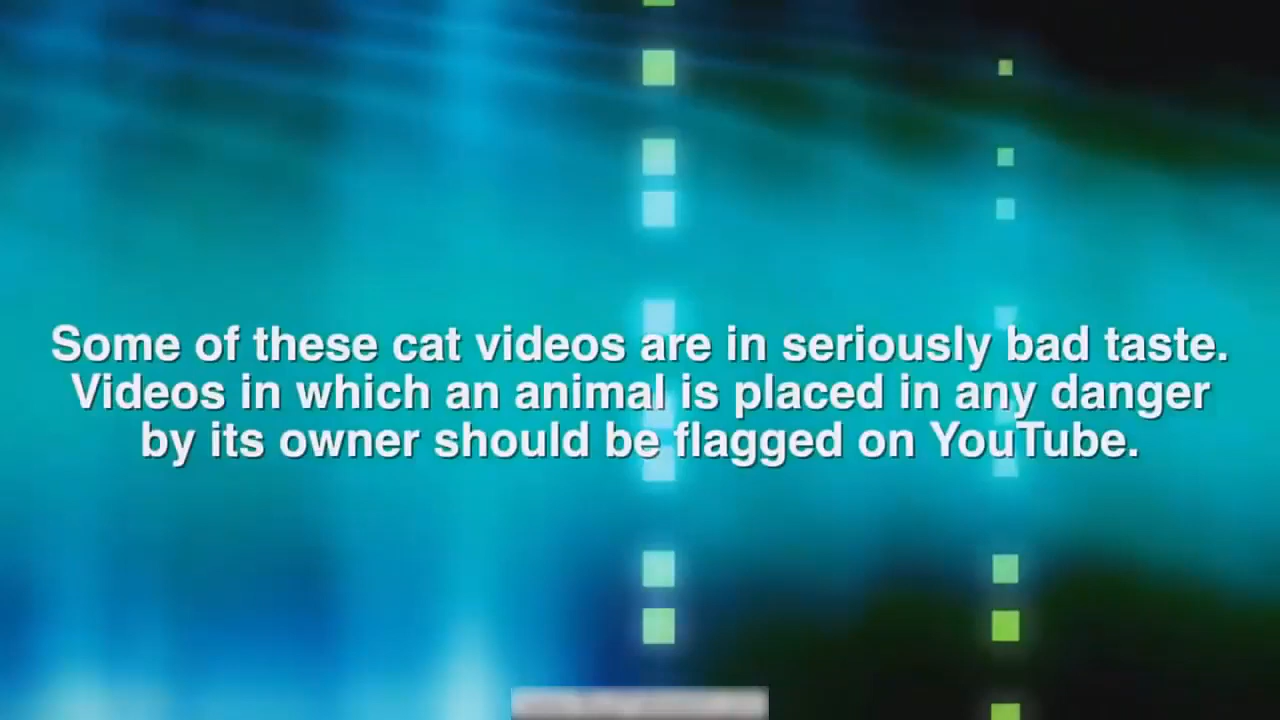 Some of these cat videos are in seriously bad taste.
Videos in which an animal is placed in any danger
by its owner should be flagged on YouTube.